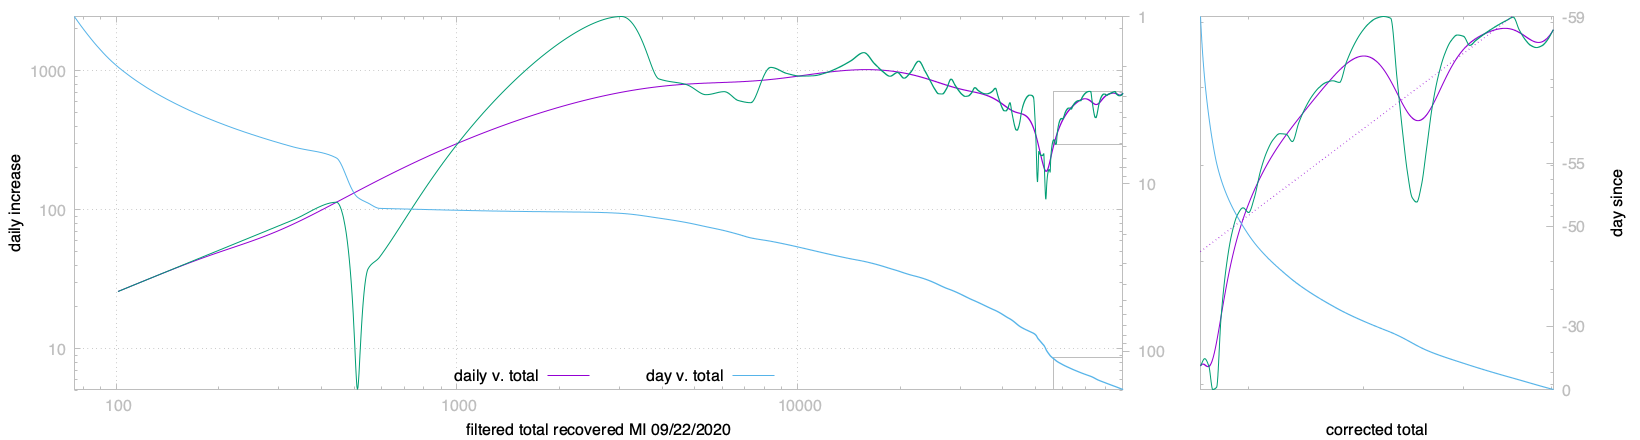 1000
100
10
daily increase
100
1000
10000
filtered total recovered MI 09/22/2020
daily v. total
day v. total
1
10
100
-59
-55
-50
-30
0
day since
corrected total